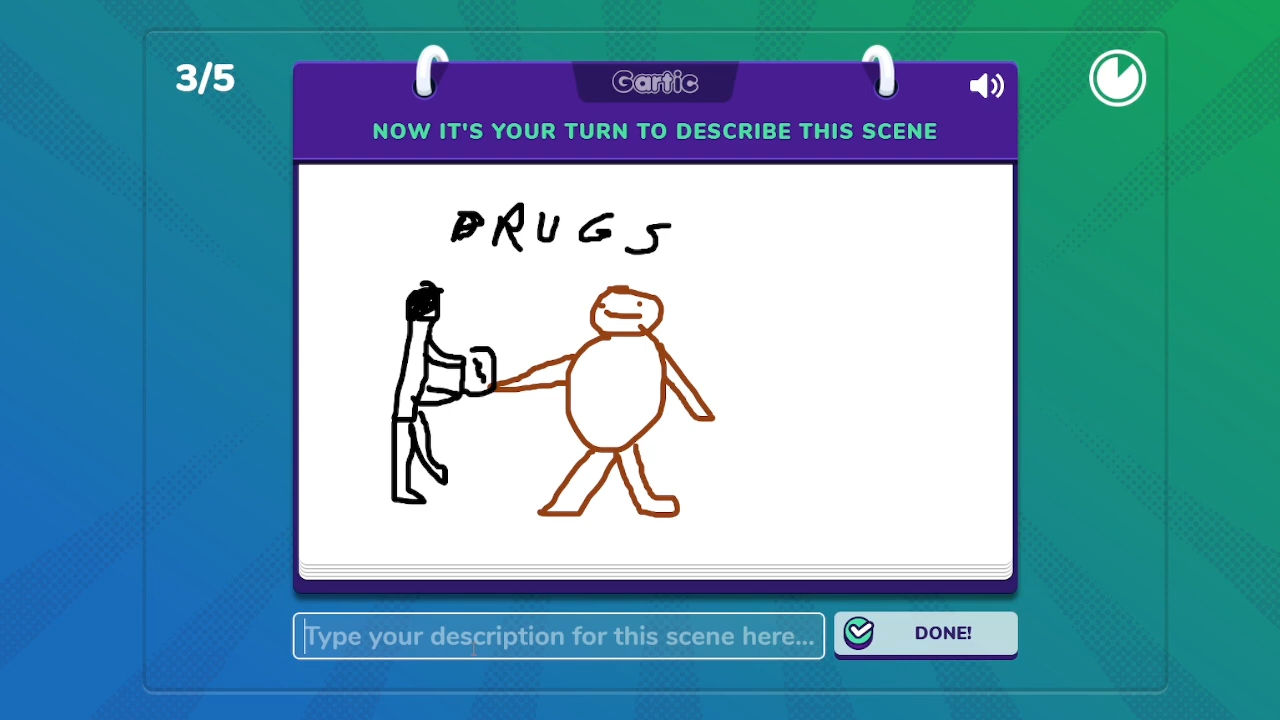 3/5
Gartic
NOW IT'S YOUR TURN TO DESCRIBE THIS SCENE
DRUGS
Type your description for this scene here...
DONE!